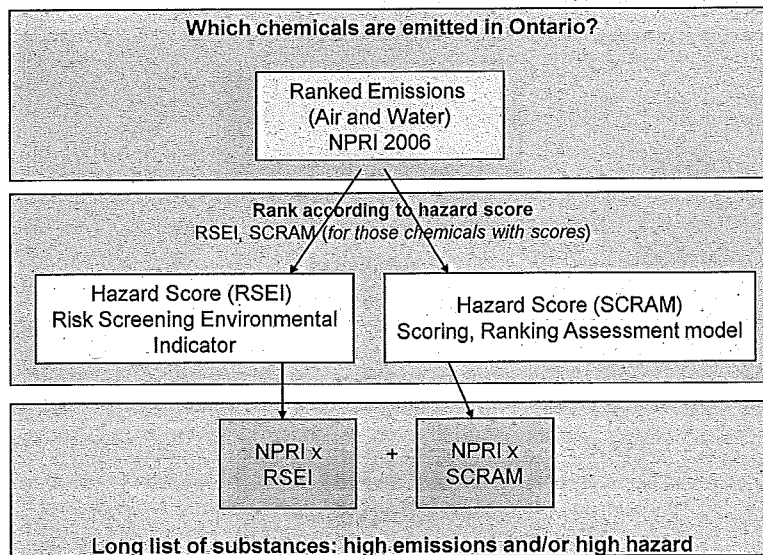 Which chemicals are emitted in Ontario?
Ranked Emissions
(Air and Water)
NPRI 2006
Rank according to hazard score
RSEI, SCRAM (for those chemicals with scores)
Hazard Score (RSEI)
Risk Screening Environmental
Indicator
Hazard Score (SCRAM)
Scoring, Ranking Assessment model
NPRI x
RSEI
+
NPRI x
SCRAM
Long list of substances: high emissions and/or high hazard